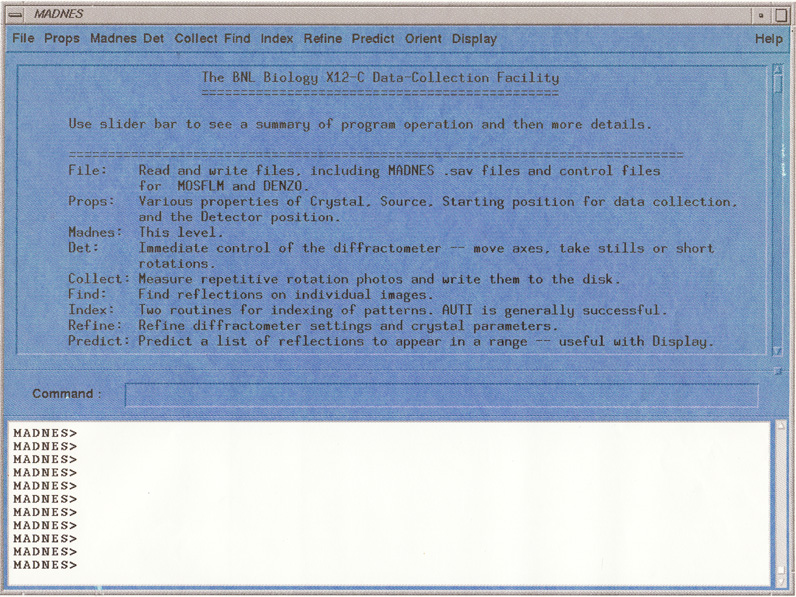 MADNES
File Props Madnes Det Collect Find Index Refine Predict Orient Display Help
The BNL Biology X12-C Data-Collection Facility
===============================================
Use slider bar to see a summary of program operation and then more details.
================================================================================
File: Read and write files, including MADNES .sav files and control files
for MOSFLM and DENZO.
Props: Various properties of Crystal, Source, Starting position for data collection,
and the Detector position.
Madnes: This level.
Det: Immediate control of the diffractometer -- move axes, take stills or short
rotations.
Collect: Measure repetitive rotation photos and write them to the disk.
Find: Find reflections on individual images.
Index: Two routines for indexing of patterns. AUTI is generally successful.
Refine: Refine diffractometer settings and crystal parameters.
Predict: Predict a list of reflections to appear in a range -- useful with Display.
Command :
MADNES>
MADNES>
MADNES>
MADNES>
MADNES>
MADNES>
MADNES>
MADNES>
MADNES>
MADNES>
MADNES>